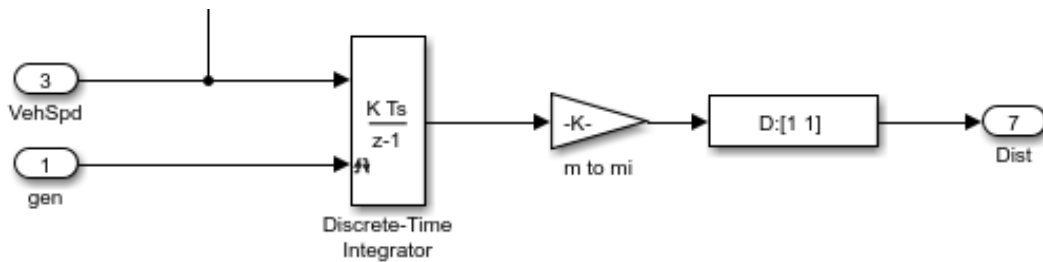 3
VehSpd
1
gen
K Ts
z-1
Discrete-Time
Integrator
-K-
m to mi
D:[1 1]
7
Dist